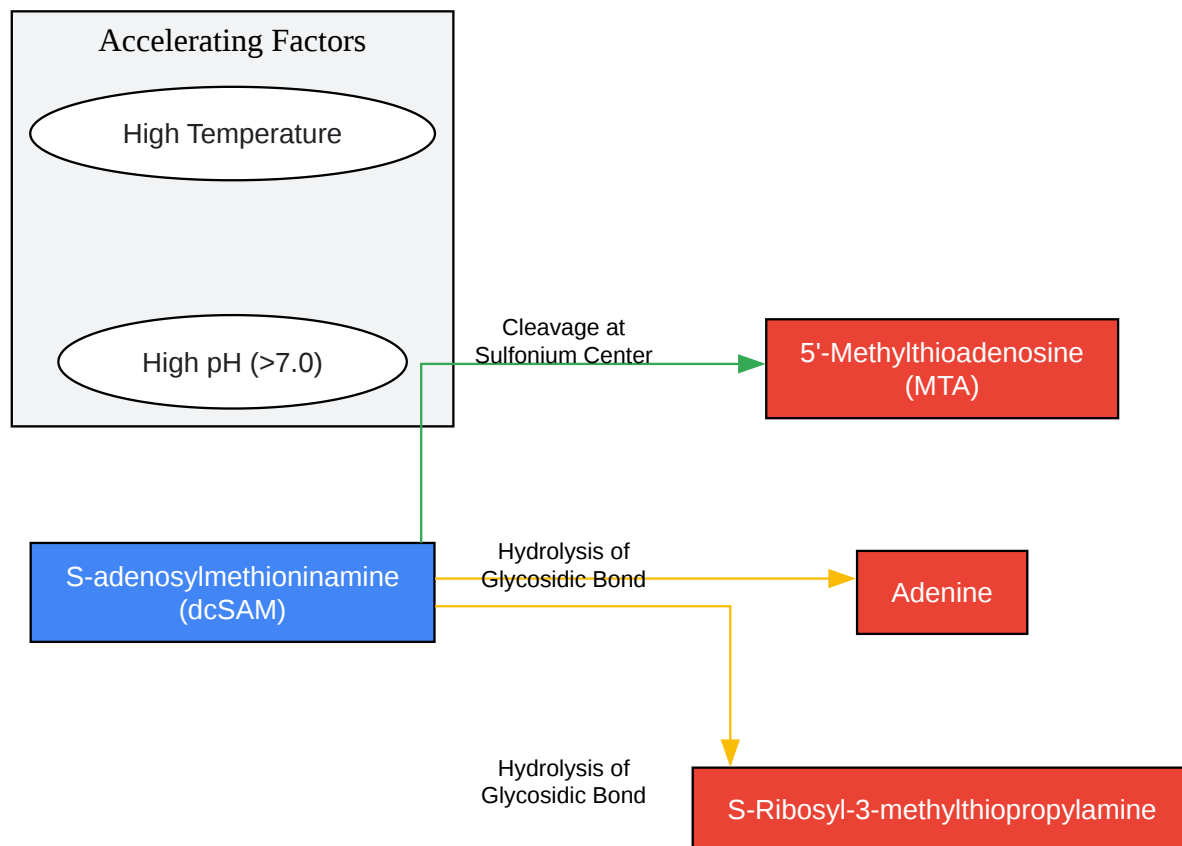 Accelerating Factors
High Temperature
High pH (>7.0)
Cleavage at
Sulfonium Center
5'-Methylthioadenosine
(MTA)
S-adenosylmethioninamine
(dcSAM)
Hydrolysis of
Glycosidic Bond
Adenine
Hydrolysis of
Glycosidic Bond
S-Ribosyl-3-methylthiopropylamine